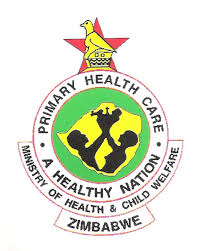 • PRIMARY HEALTH CARE •
A HEALTHY NATION
MINISTRY OF HEALTH & CHILD WELFARE
ZIMBABWE